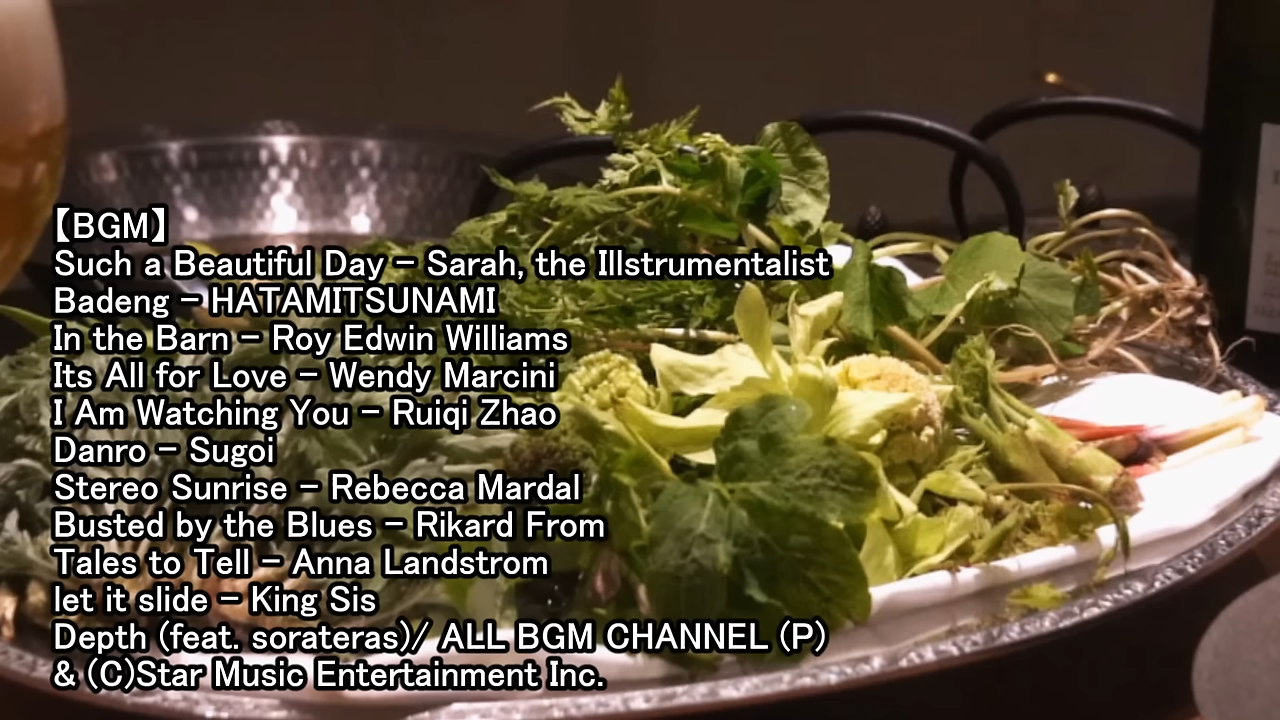 【BGM】
Such a Beautiful Day – Sarah, the Illstrumentalist
Badeng – HATAMITSUNAMI
In the Barn – Roy Edwin Williams
Its All for Love – Wendy Marcini
I Am Watching You – Ruiqi Zhao
Danro – Sugoi
Stereo Sunrise – Rebecca Mardal
Busted by the Blues – Rikard From
Tales to Tell – Anna Landstrom
let it slide – King Sis
Depth (feat. sorateras)/ ALL BGM CHANNEL (P)
& (C)Star Music Entertainment Inc.